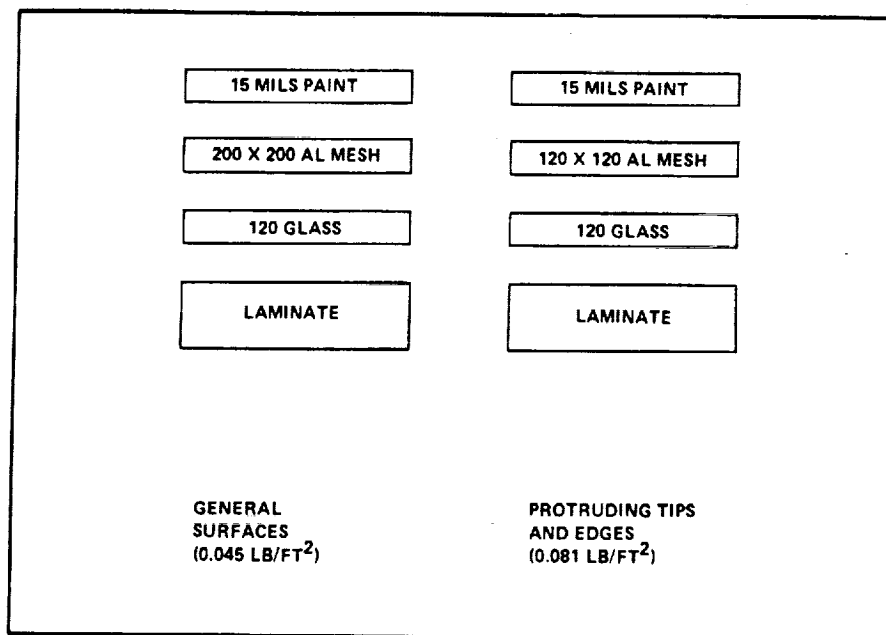 15 MILS PAINT
200 X 200 AL MESH
120 GLASS
LAMINATE
GENERAL
SURFACES
(0.045 LB/FT²)
15 MILS PAINT
120 X 120 AL MESH
120 GLASS
LAMINATE
PROTRUDING TIPS
AND EDGES
(0.081 LB/FT²)